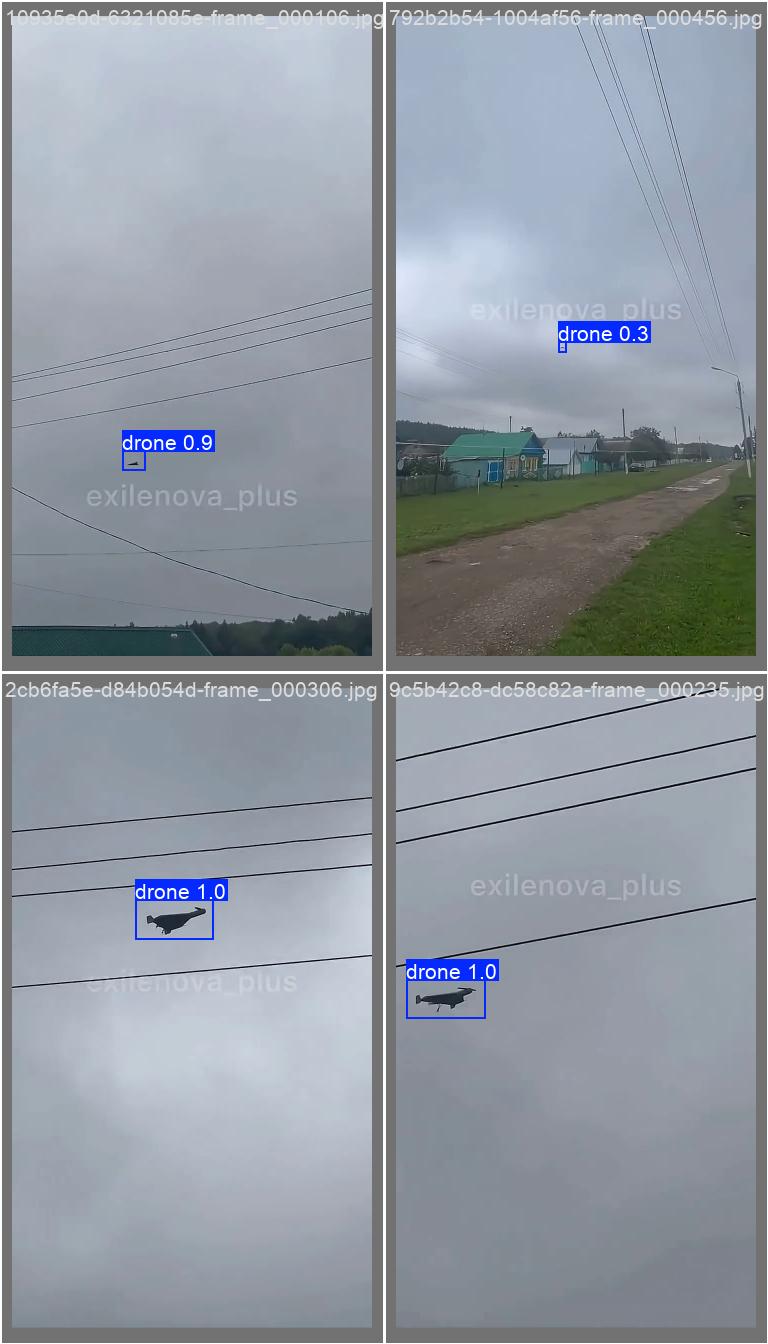 10935e0d-6321085e-frame_000106.jpg
drone 0.9
exilenova_plus
792b2b54-1004af56-frame_000456.jpg
exilenova_plus
drone 0.3
2cb6fa5e-d84b054d-frame_000306.jpg
drone 1.0
exilenova_plus
9c5b42c8-dc58c82a-frame_000235.jpg
exilenova_plus
drone 1.0